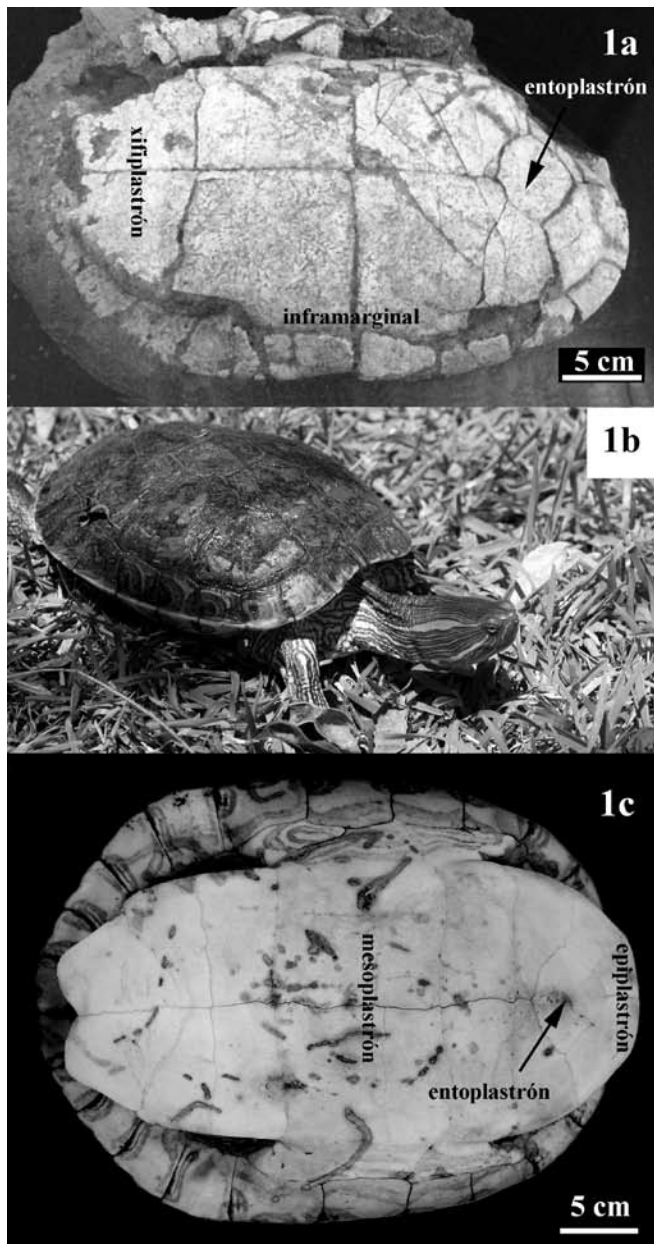 1a
entoplastrón
xifiplastrón
inframarginal
5 cm
1b
1c
mesoplastrón
epiplastrón
entoplastrón
5 cm